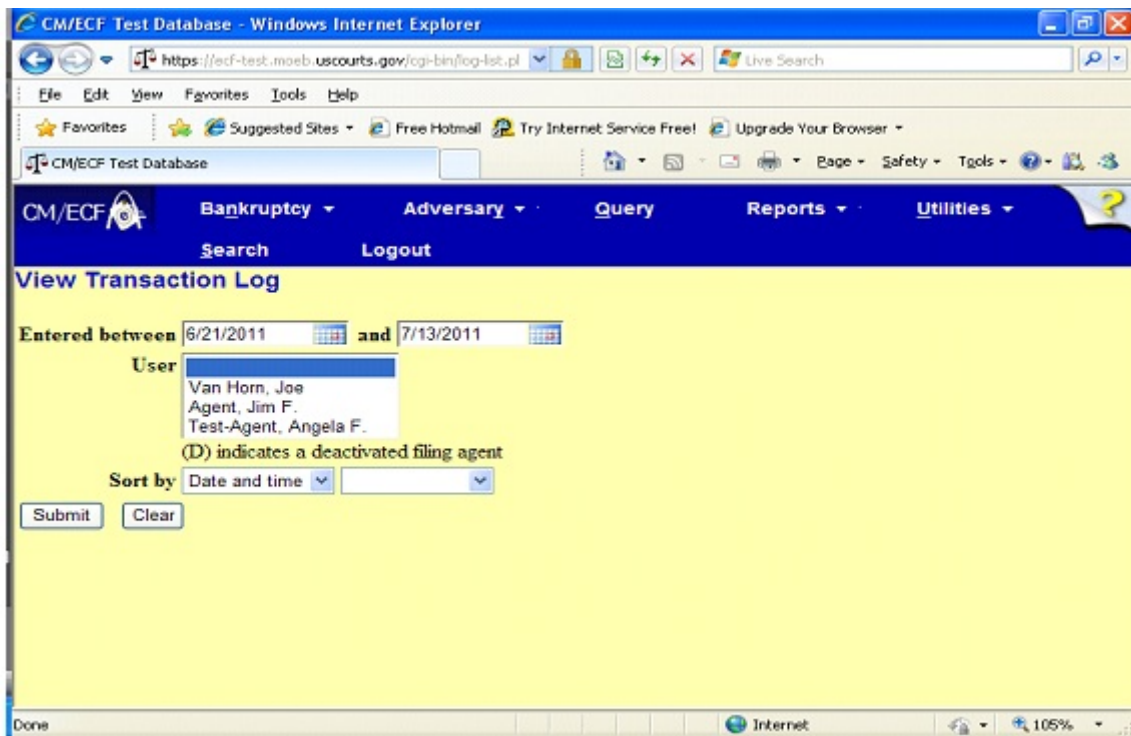 CM/ECF Test Database - Windows Internet Explorer
https://ecf-test.moeb.uscourts.gov/cgi-bin/log-list.pl Live Search
File Edit View Favorites Tools Help
Favorites Suggested Sites Free Hotmail Try Internet Service Free! Upgrade Your Browser
CM/ECF Test Database Page Safety Tools
CM/ECF Bankruptcy Adversary Query Reports Utilities ?
Search Logout
View Transaction Log
Entered between 6/21/2011 and 7/13/2011
User
Van Horn, Joe
Agent, Jim F.
Test-Agent, Angela F.
(D) indicates a deactivated filing agent
Sort by Date and time
Submit Clear
Done Internet 105%